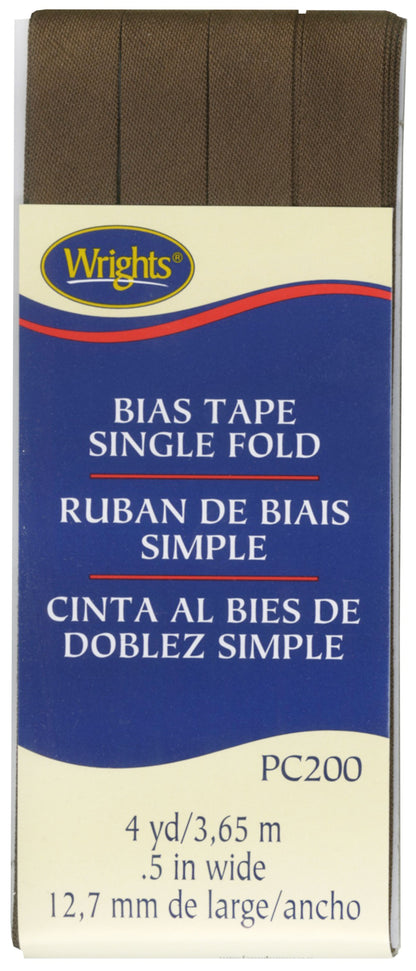 Wrights®
BIAS TAPE
SINGLE FOLD
RUBAN DE BIAIS
SIMPLE
CINTA AL BIES DE
DOBLEZ SIMPLE
PC200
4 yd/3,65 m
.5 in wide
12,7 mm de large/ancho